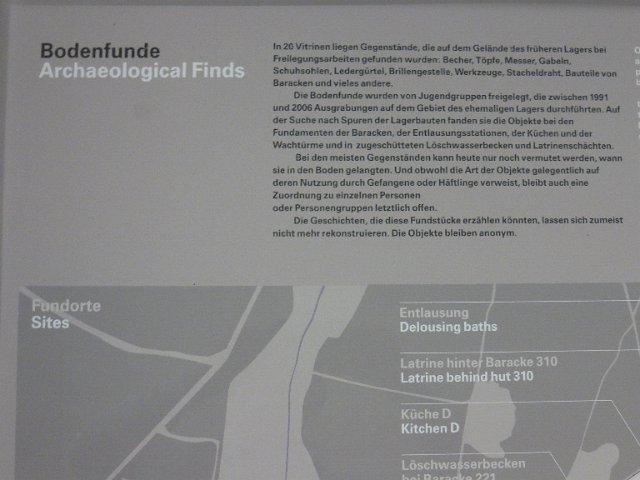 Bodenfunde
Archaeological Finds
In 20 Vitrinen liegen Gegenstände, die auf dem Gelände des früheren Lagers bei
Freilegungsarbeiten gefunden wurden: Becher, Töpfe, Messer, Gabeln,
Schuhsohlen, Ledergürtel, Brillengestelle, Werkzeuge, Stacheldraht, Bauteile von
Baracken und vieles andere.
Die Bodenfunde wurden von Jugendgruppen freigelegt, die zwischen 1991
und 2006 Ausgrabungen auf dem Gebiet des ehemaligen Lagers durchführten. Auf
der Suche nach Spuren der Lagerbauten fanden sie die Objekte bei den
Fundamenten der Baracken, der Entlausungsstationen, der Küchen und der
Wachtürme und in zugeschütteten Löschwasserbecken und Latrinenschächten.
Bei den meisten Gegenständen kann heute nur noch vermutet werden, wann
sie in den Boden gelangten. Und obwohl die Art der Objekte gelegentlich auf
deren Nutzung durch Gefangene oder Häftlinge verweist, bleibt auch eine
Zuordnung zu einzelnen Personen
oder Personengruppen letztlich offen.
Die Geschichten, die diese Fundstücke erzählen könnten, lassen sich zumeist
nicht mehr rekonstruieren. Die Objekte bleiben anonym.
Fundorte
Sites
Entlausung
Delousing baths
Latrine hinter Baracke 310
Latrine behind hut 310
Küche D
Kitchen D
Löschwasserbecken
bei Baracke 221